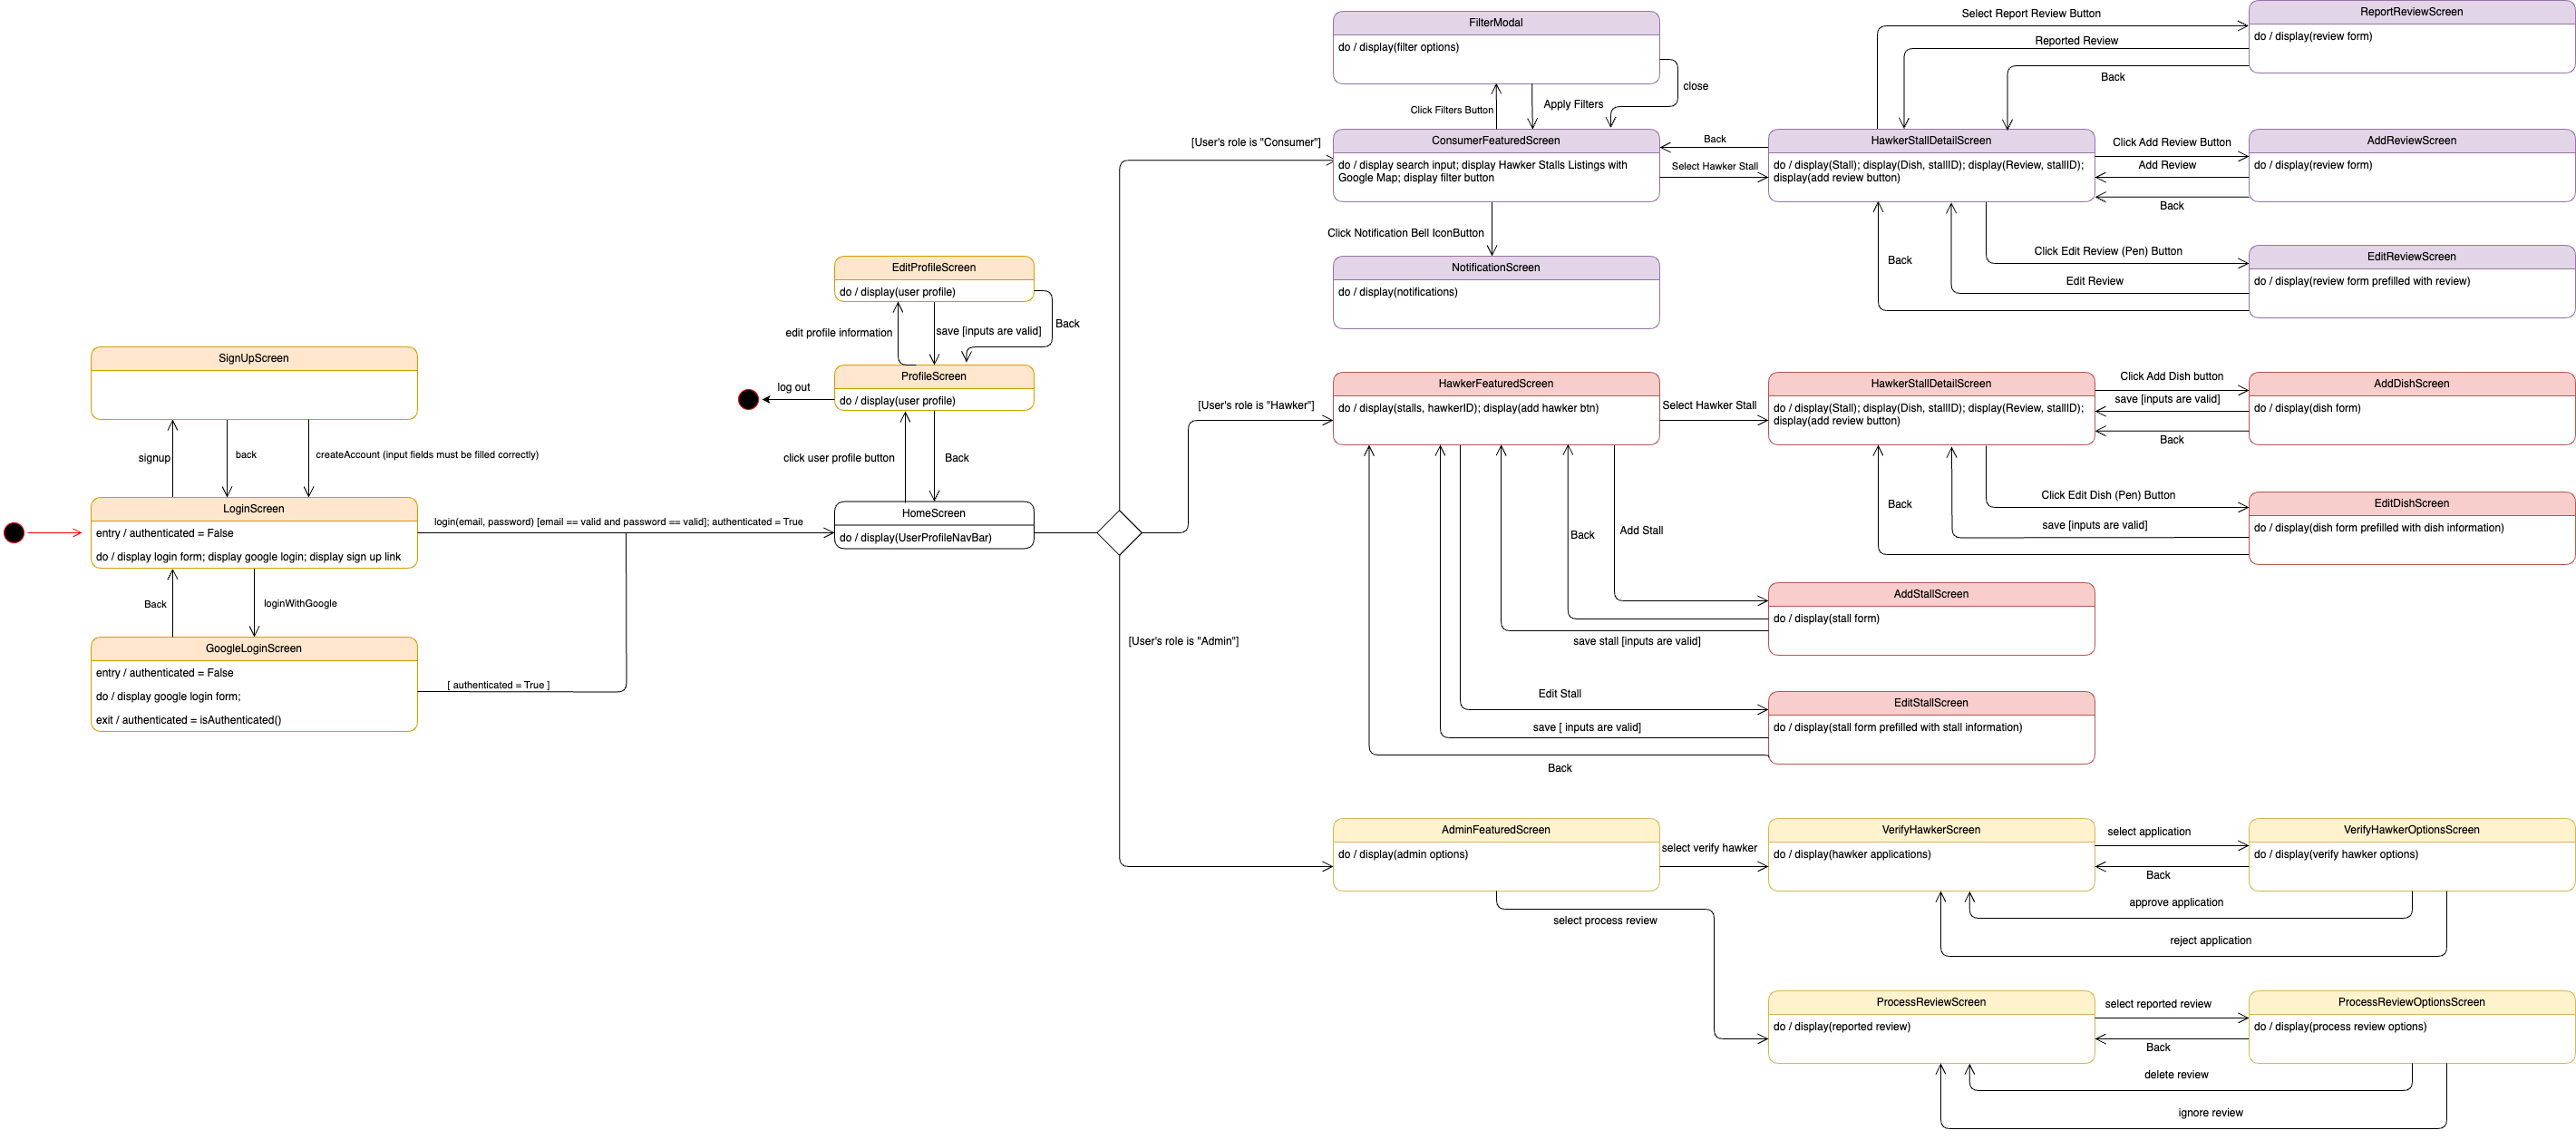 FilterModal
do / display(filter options)
close
Click Filters Button
Apply Filters
[User's role is "Consumer"]
ConsumerFeaturedScreen
do / display search input; display Hawker Stalls Listings with
Google Map; display filter button
Back
Select Hawker Stall
Click Notification Bell IconButton
NotificationScreen
do / display(notifications)
Select Report Review Button
Reported Review
Back
ReportReviewScreen
do / display(review form)
HawkerStallDetailScreen
do / display(Stall); display(Dish, stallID); display(Review, stallID);
display(add review button)
Click Add Review Button
Add Review
Back
AddReviewScreen
do / display(review form)
Back
Click Edit Review (Pen) Button
Edit Review
EditReviewScreen
do / display(review form prefilled with review)
EditProfileScreen
do / display(user profile)
edit profile information
save [inputs are valid]
Back
ProfileScreen
do / display(user profile)
log out
click user profile button
Back
HomeScreen
do / display(UserProfileNavBar)
SignUpScreen
signup
back
createAccount (input fields must be filled correctly)
LoginScreen
entry / authenticated = False
do / display login form; display google login; display sign up link
login(email, password) [email == valid and password == valid]; authenticated = True
Back
loginWithGoogle
GoogleLoginScreen
entry / authenticated = False
do / display google login form;
exit / authenticated = isAuthenticated()
[ authenticated = True ]
[User's role is "Hawker"]
HawkerFeaturedScreen
do / display(stalls, hawkerID); display(add hawker btn)
Select Hawker Stall
HawkerStallDetailScreen
do / display(Stall); display(Dish, stallID); display(Review, stallID);
display(add review button)
Click Add Dish button
save [inputs are valid]
Back
AddDishScreen
do / display(dish form)
Back
Click Edit Dish (Pen) Button
save [inputs are valid]
EditDishScreen
do / display(dish form prefilled with dish information)
Back
Add Stall
AddStallScreen
do / display(stall form)
save stall [inputs are valid]
Edit Stall
save [ inputs are valid]
Back
EditStallScreen
do / display(stall form prefilled with stall information)
[User's role is "Admin"]
AdminFeaturedScreen
do / display(admin options)
select verify hawker
select process review
VerifyHawkerScreen
do / display(hawker applications)
select application
Back
VerifyHawkerOptionsScreen
do / display(verify hawker options)
approve application
reject application
ProcessReviewScreen
do / display(reported review)
select reported review
Back
ProcessReviewOptionsScreen
do / display(process review options)
delete review
ignore review